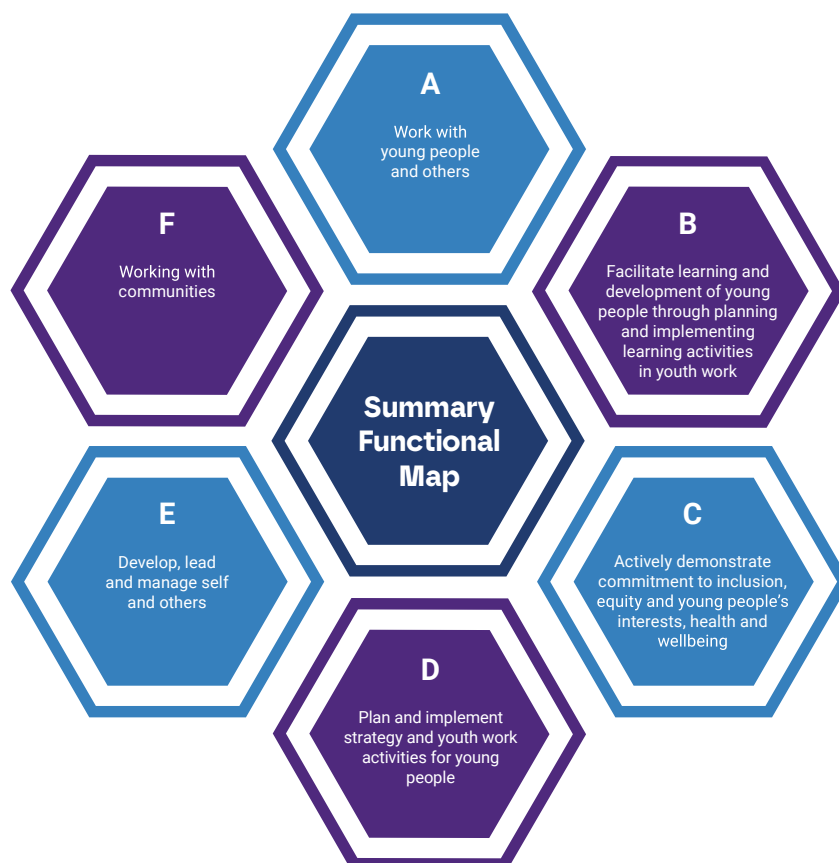 A
Work with
young people
and others
B
Facilitate learning and
development of young
people through planning
and implementing
learning activities
in youth work
C
Actively demonstrate
commitment to inclusion,
equity and young people’s
interests, health and
wellbeing
D
Plan and implement
strategy and youth work
activities for young
people
E
Develop, lead
and manage self
and others
F
Working with
communities
Summary
Functional
Map